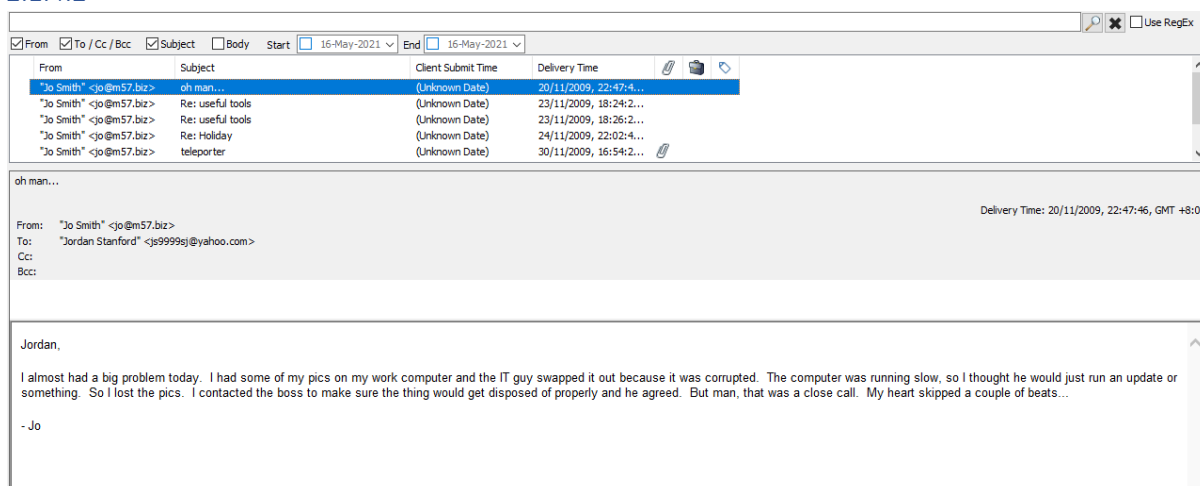 Use RegEx
From To / Cc / Bcc Subject Body Start 16-May-2021 End 16-May-2021
From Subject Client Submit Time Delivery Time
"Jo Smith" <jo@m57.biz> oh man... (Unknown Date) 20/11/2009, 22:47:4...
"Jo Smith" <jo@m57.biz> Re: useful tools (Unknown Date) 23/11/2009, 18:24:2...
"Jo Smith" <jo@m57.biz> Re: useful tools (Unknown Date) 23/11/2009, 18:26:2...
"Jo Smith" <jo@m57.biz> Re: Holiday (Unknown Date) 24/11/2009, 22:02:4...
"Jo Smith" <jo@m57.biz> teleporter (Unknown Date) 30/11/2009, 16:54:2...
oh man...
Delivery Time: 20/11/2009, 22:47:46, GMT +8:0
From: "Jo Smith" <jo@m57.biz>
To: "Jordan Stanford" <js9999sj@yahoo.com>
Cc:
Bcc:
Jordan,
I almost had a big problem today. I had some of my pics on my work computer and the IT guy swapped it out because it was corrupted. The computer was running slow, so I thought he would just run an update or
something. So I lost the pics. I contacted the boss to make sure the thing would get disposed of properly and he agreed. But man, that was a close call. My heart skipped a couple of beats...
- Jo